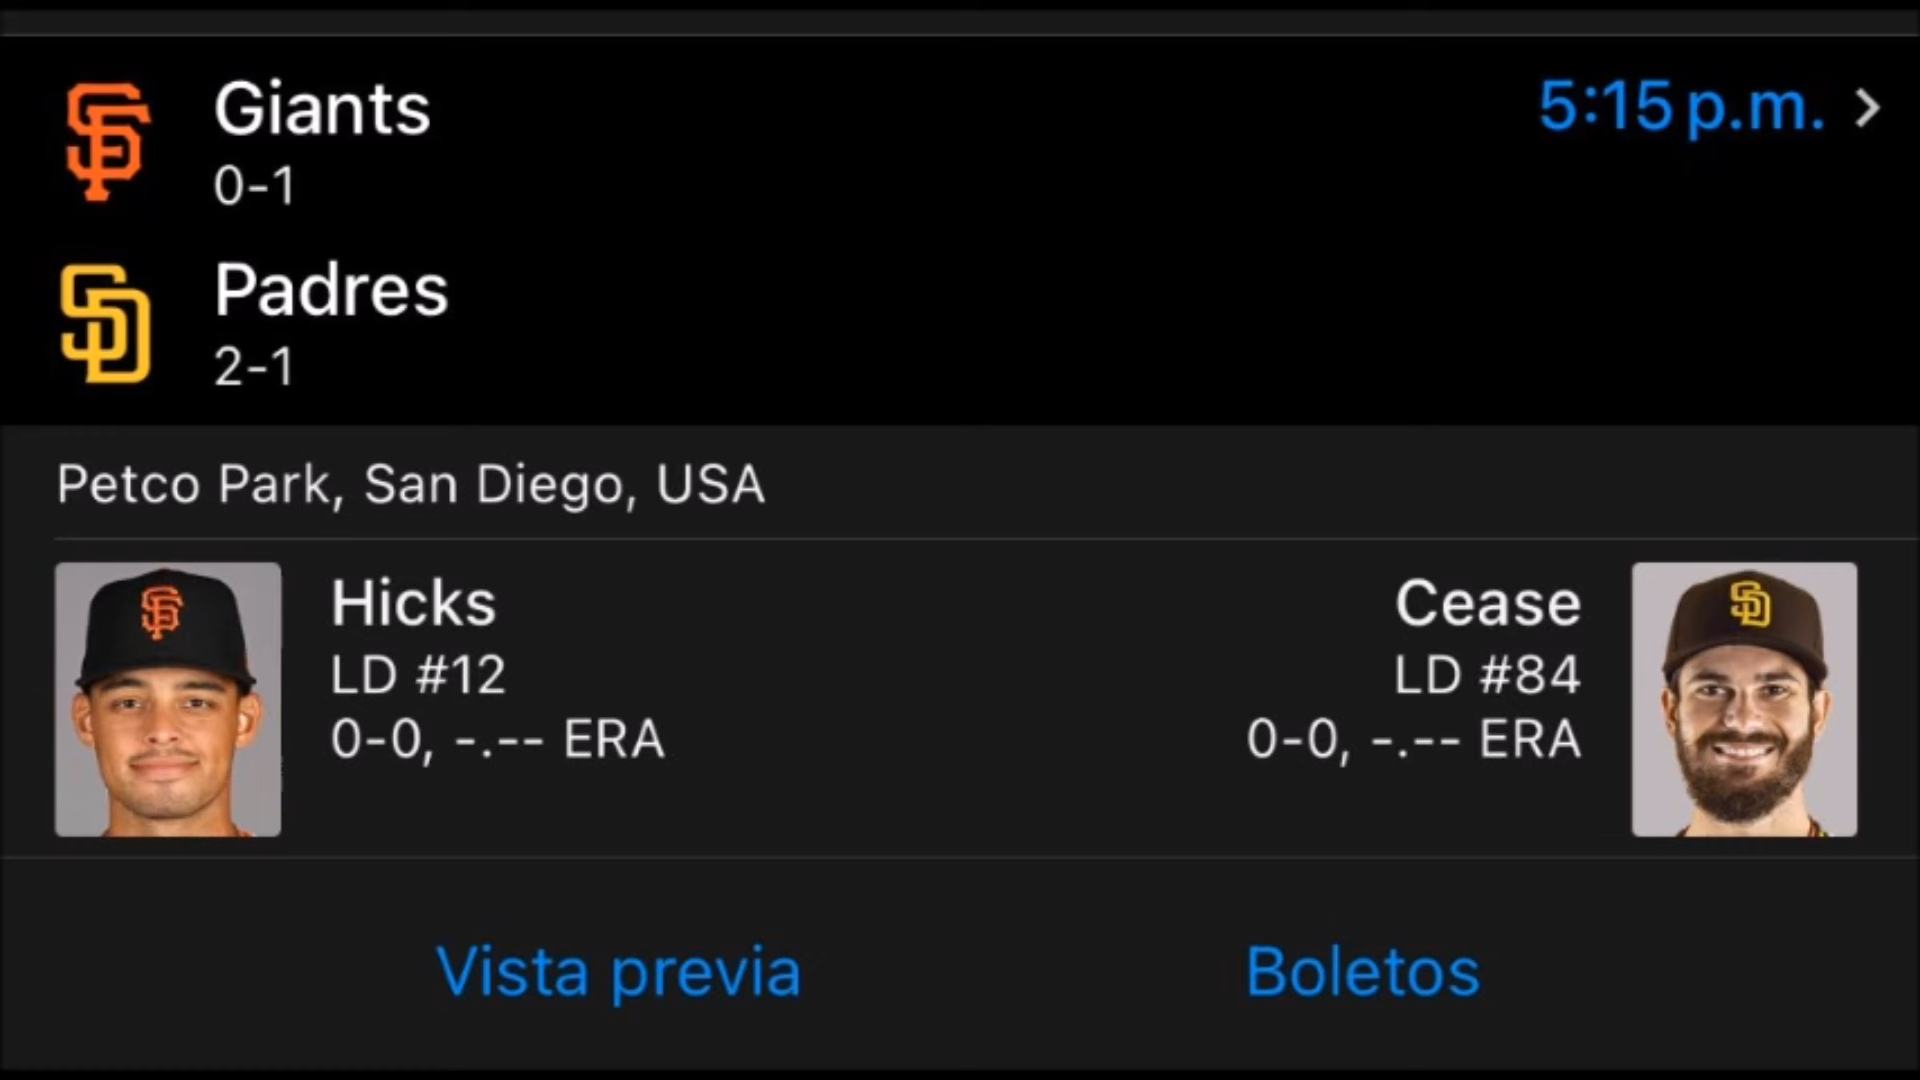 Giants
5:15 p.m.
0-1
Padres
2-1
Petco Park, San Diego, USA
Hicks
LD #12
0-0, -.-- ERA
Cease
LD #84
0-0, -.-- ERA
Vista previa
Boletos